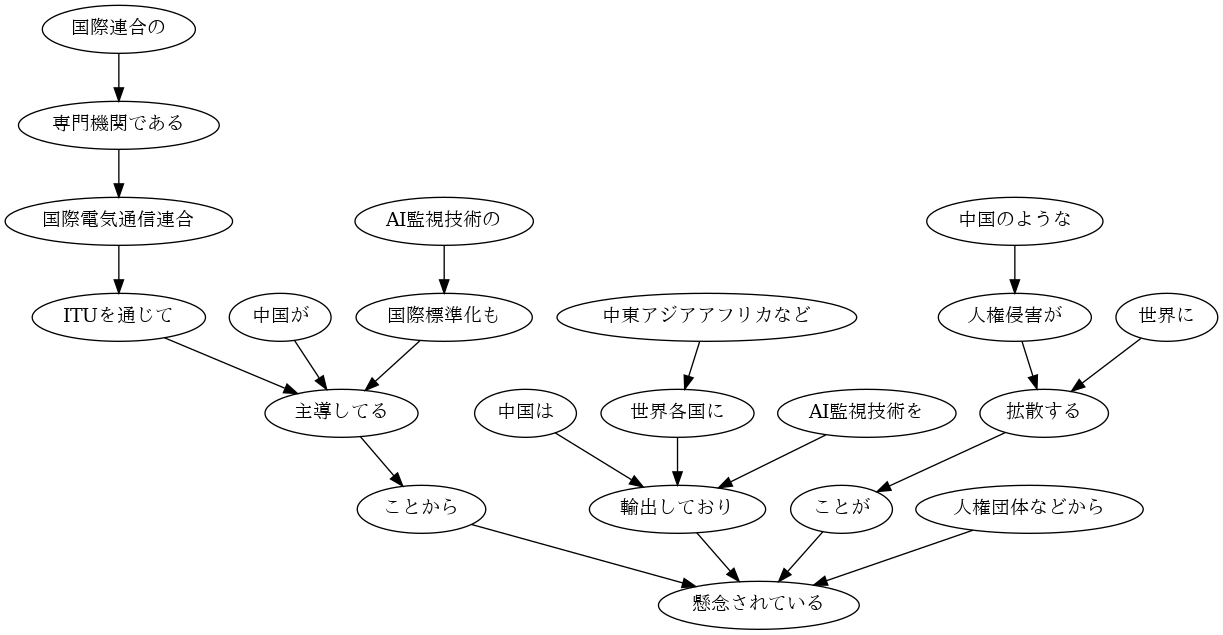 国際連合の
専門機関である
国際電気通信連合
AI監視技術の
中国のような
ITUを通じて
中国が
国際標準化も
中東アジアアフリカなど
人権侵害が
世界に
主導してる
中国は
世界各国に
AI監視技術を
拡散する
ことから
輸出しており
ことが
人権団体などから
懸念されている